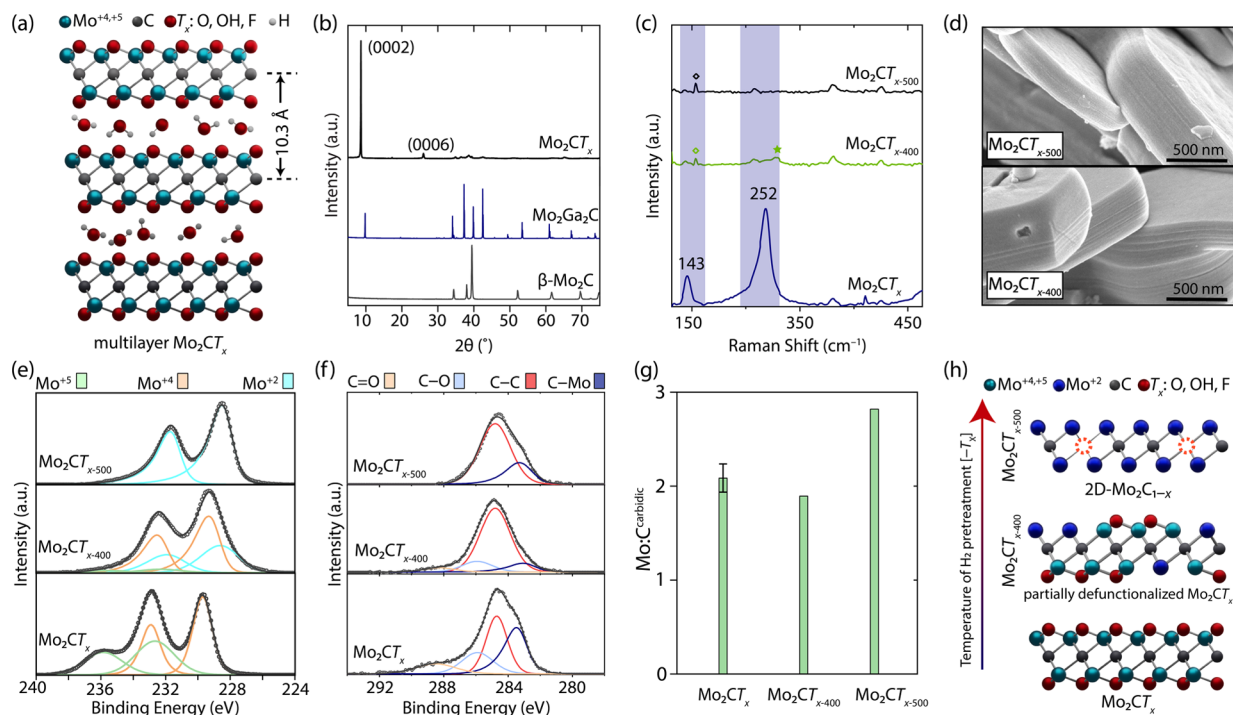 (a)
Mo+4,+5 C Tx: O, OH, F H
10.3 Å
multilayer Mo2CTx
(b)
Intensity (a.u.)
(0002)
(0006)
Mo2CTx
Mo2Ga2C
β-Mo2C
10 20 30 40 50 60 70
2θ (°)
(c)
Intensity (a.u.)
Mo2CTx-500
Mo2CTx-400
252
143
Mo2CTx
150 350 450
Raman Shift (cm−1)
(d)
Mo2CTx-500
500 nm
Mo2CTx-400
500 nm
(e)
Mo+5 Mo+4 Mo+2
Intensity (a.u.)
Mo2CTx-500
Mo2CTx-400
Mo2CTx
240 236 232 228 224
Binding Energy (eV)
(f)
C=O C−O C−C C−Mo
Intensity (a.u.)
Mo2CTx-500
Mo2CTx-400
Mo2CTx
292 288 284 280
Binding Energy (eV)
(g)
Mo:Ccarbidic
3
2
1
0
Mo2CTx Mo2CTx-400 Mo2CTx-500
(h)
Mo+4,+5 Mo+2 C Tx: O, OH, F
Temperature of H2 pretreatment [−Tx]
Mo2CTx-500
2D-Mo2C1−x
Mo2CTx-400
partially defunctionalized Mo2CTx
Mo2CTx